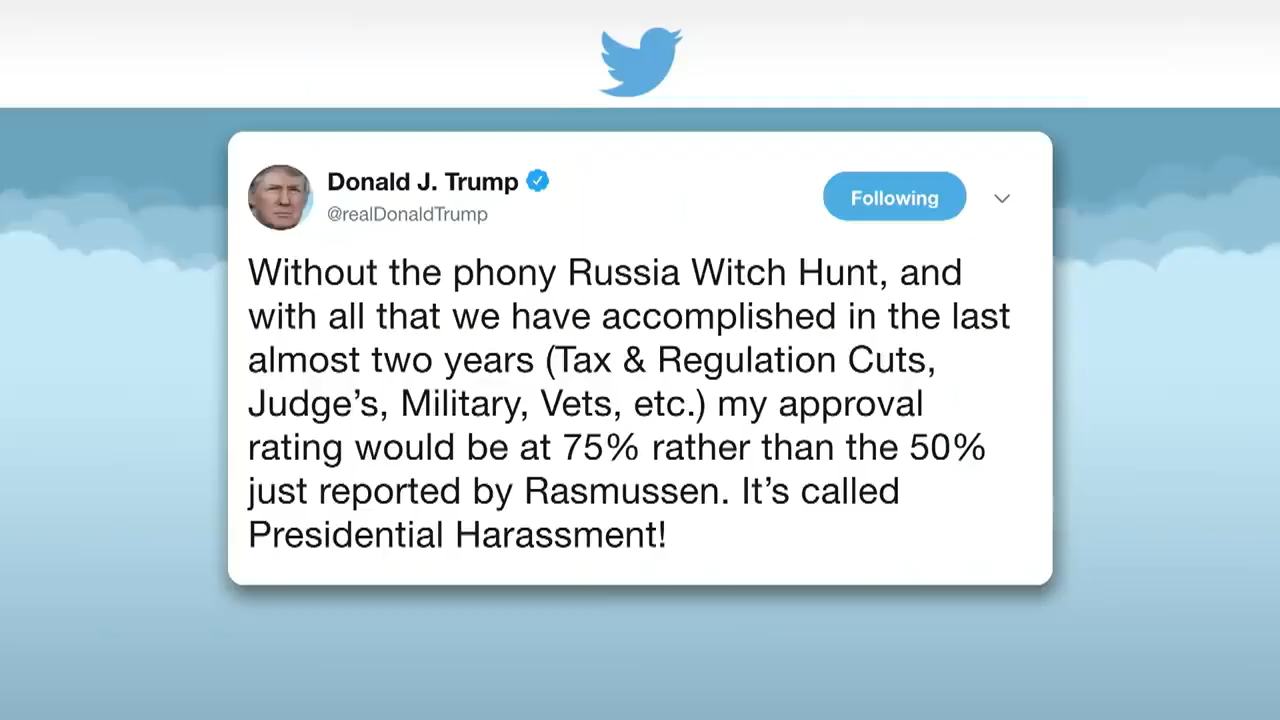 Donald J. Trump
@realDonaldTrump
Following
Without the phony Russia Witch Hunt, and
with all that we have accomplished in the last
almost two years (Tax & Regulation Cuts,
Judge’s, Military, Vets, etc.) my approval
rating would be at 75% rather than the 50%
just reported by Rasmussen. It’s called
Presidential Harassment!